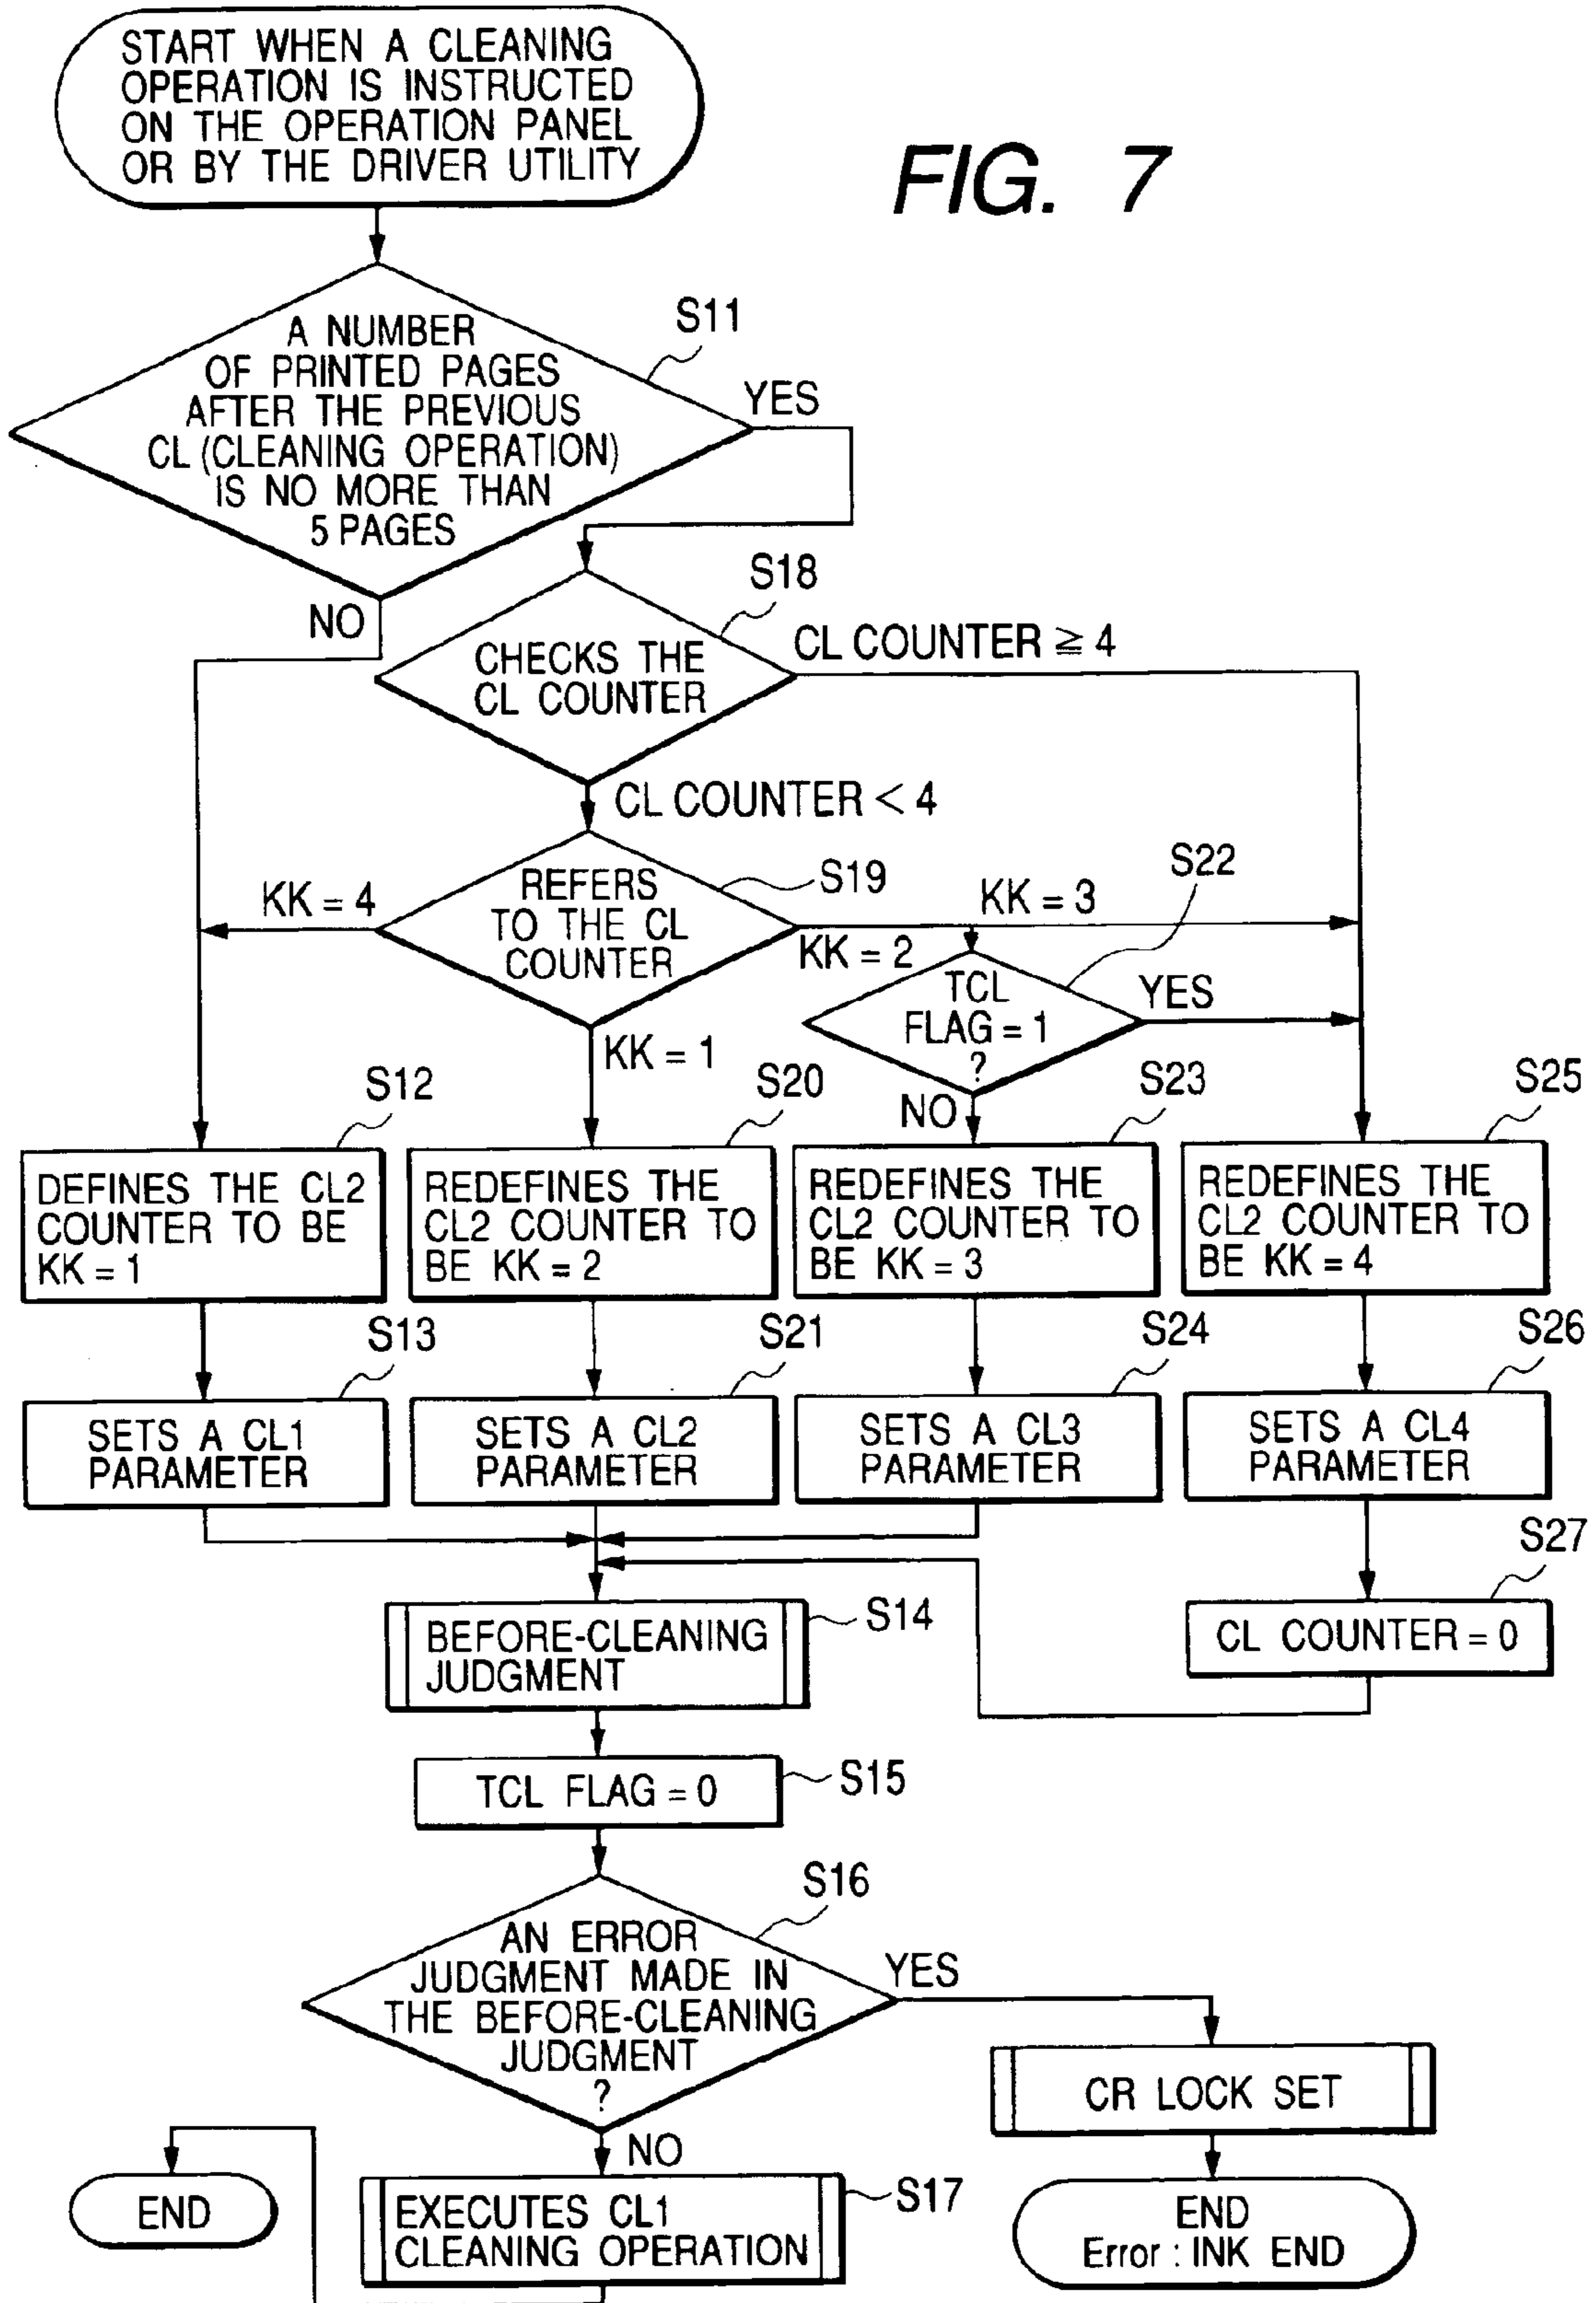 START WHEN A CLEANING
OPERATION IS INSTRUCTED
ON THE OPERATION PANEL
OR BY THE DRIVER UTILITY
FIG. 7
A NUMBER
OF PRINTED PAGES
AFTER THE PREVIOUS
CL (CLEANING OPERATION)
IS NO MORE THAN
5 PAGES
S11
YES
NO
S18
CHECKS THE
CL COUNTER
CL COUNTER ≧ 4
CL COUNTER < 4
REFERS
TO THE CL
COUNTER
S19
KK = 4
KK = 3
KK = 2
KK = 1
S22
TCL
FLAG = 1
?
YES
NO
S12
DEFINES THE CL2
COUNTER TO BE
KK = 1
S20
REDEFINES THE
CL2 COUNTER TO
BE KK = 2
S23
REDEFINES THE
CL2 COUNTER TO
BE KK = 3
S25
REDEFINES THE
CL2 COUNTER TO
BE KK = 4
S13
SETS A CL1
PARAMETER
S21
SETS A CL2
PARAMETER
S24
SETS A CL3
PARAMETER
S26
SETS A CL4
PARAMETER
S27
CL COUNTER = 0
BEFORE-CLEANING
JUDGMENT
S14
TCL FLAG = 0
S15
S16
AN ERROR
JUDGMENT MADE IN
THE BEFORE-CLEANING
JUDGMENT
?
YES
CR LOCK SET
NO
END
EXECUTES CL1
CLEANING OPERATION
S17
END
Error : INK END